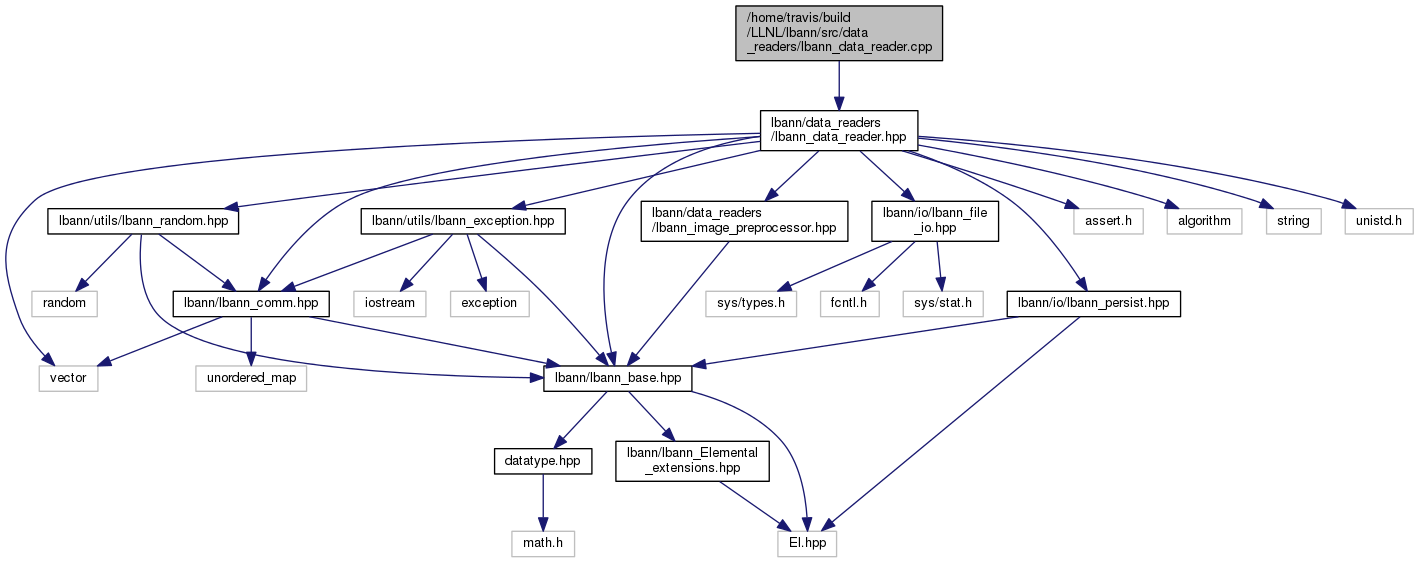 /home/travis/build
/LLNL/lbann/src/data
_readers/lbann_data_reader.cpp
lbann/data_readers
/lbann_data_reader.hpp
lbann/utils/lbann_random.hpp
lbann/utils/lbann_exception.hpp
lbann/data_readers
/lbann_image_preprocessor.hpp
lbann/io/lbann_file
_io.hpp
assert.h
algorithm
string
unistd.h
random
lbann/lbann_comm.hpp
iostream
exception
sys/types.h
fcntl.h
sys/stat.h
lbann/io/lbann_persist.hpp
vector
unordered_map
lbann/lbann_base.hpp
datatype.hpp
lbann/lbann_Elemental
_extensions.hpp
math.h
El.hpp